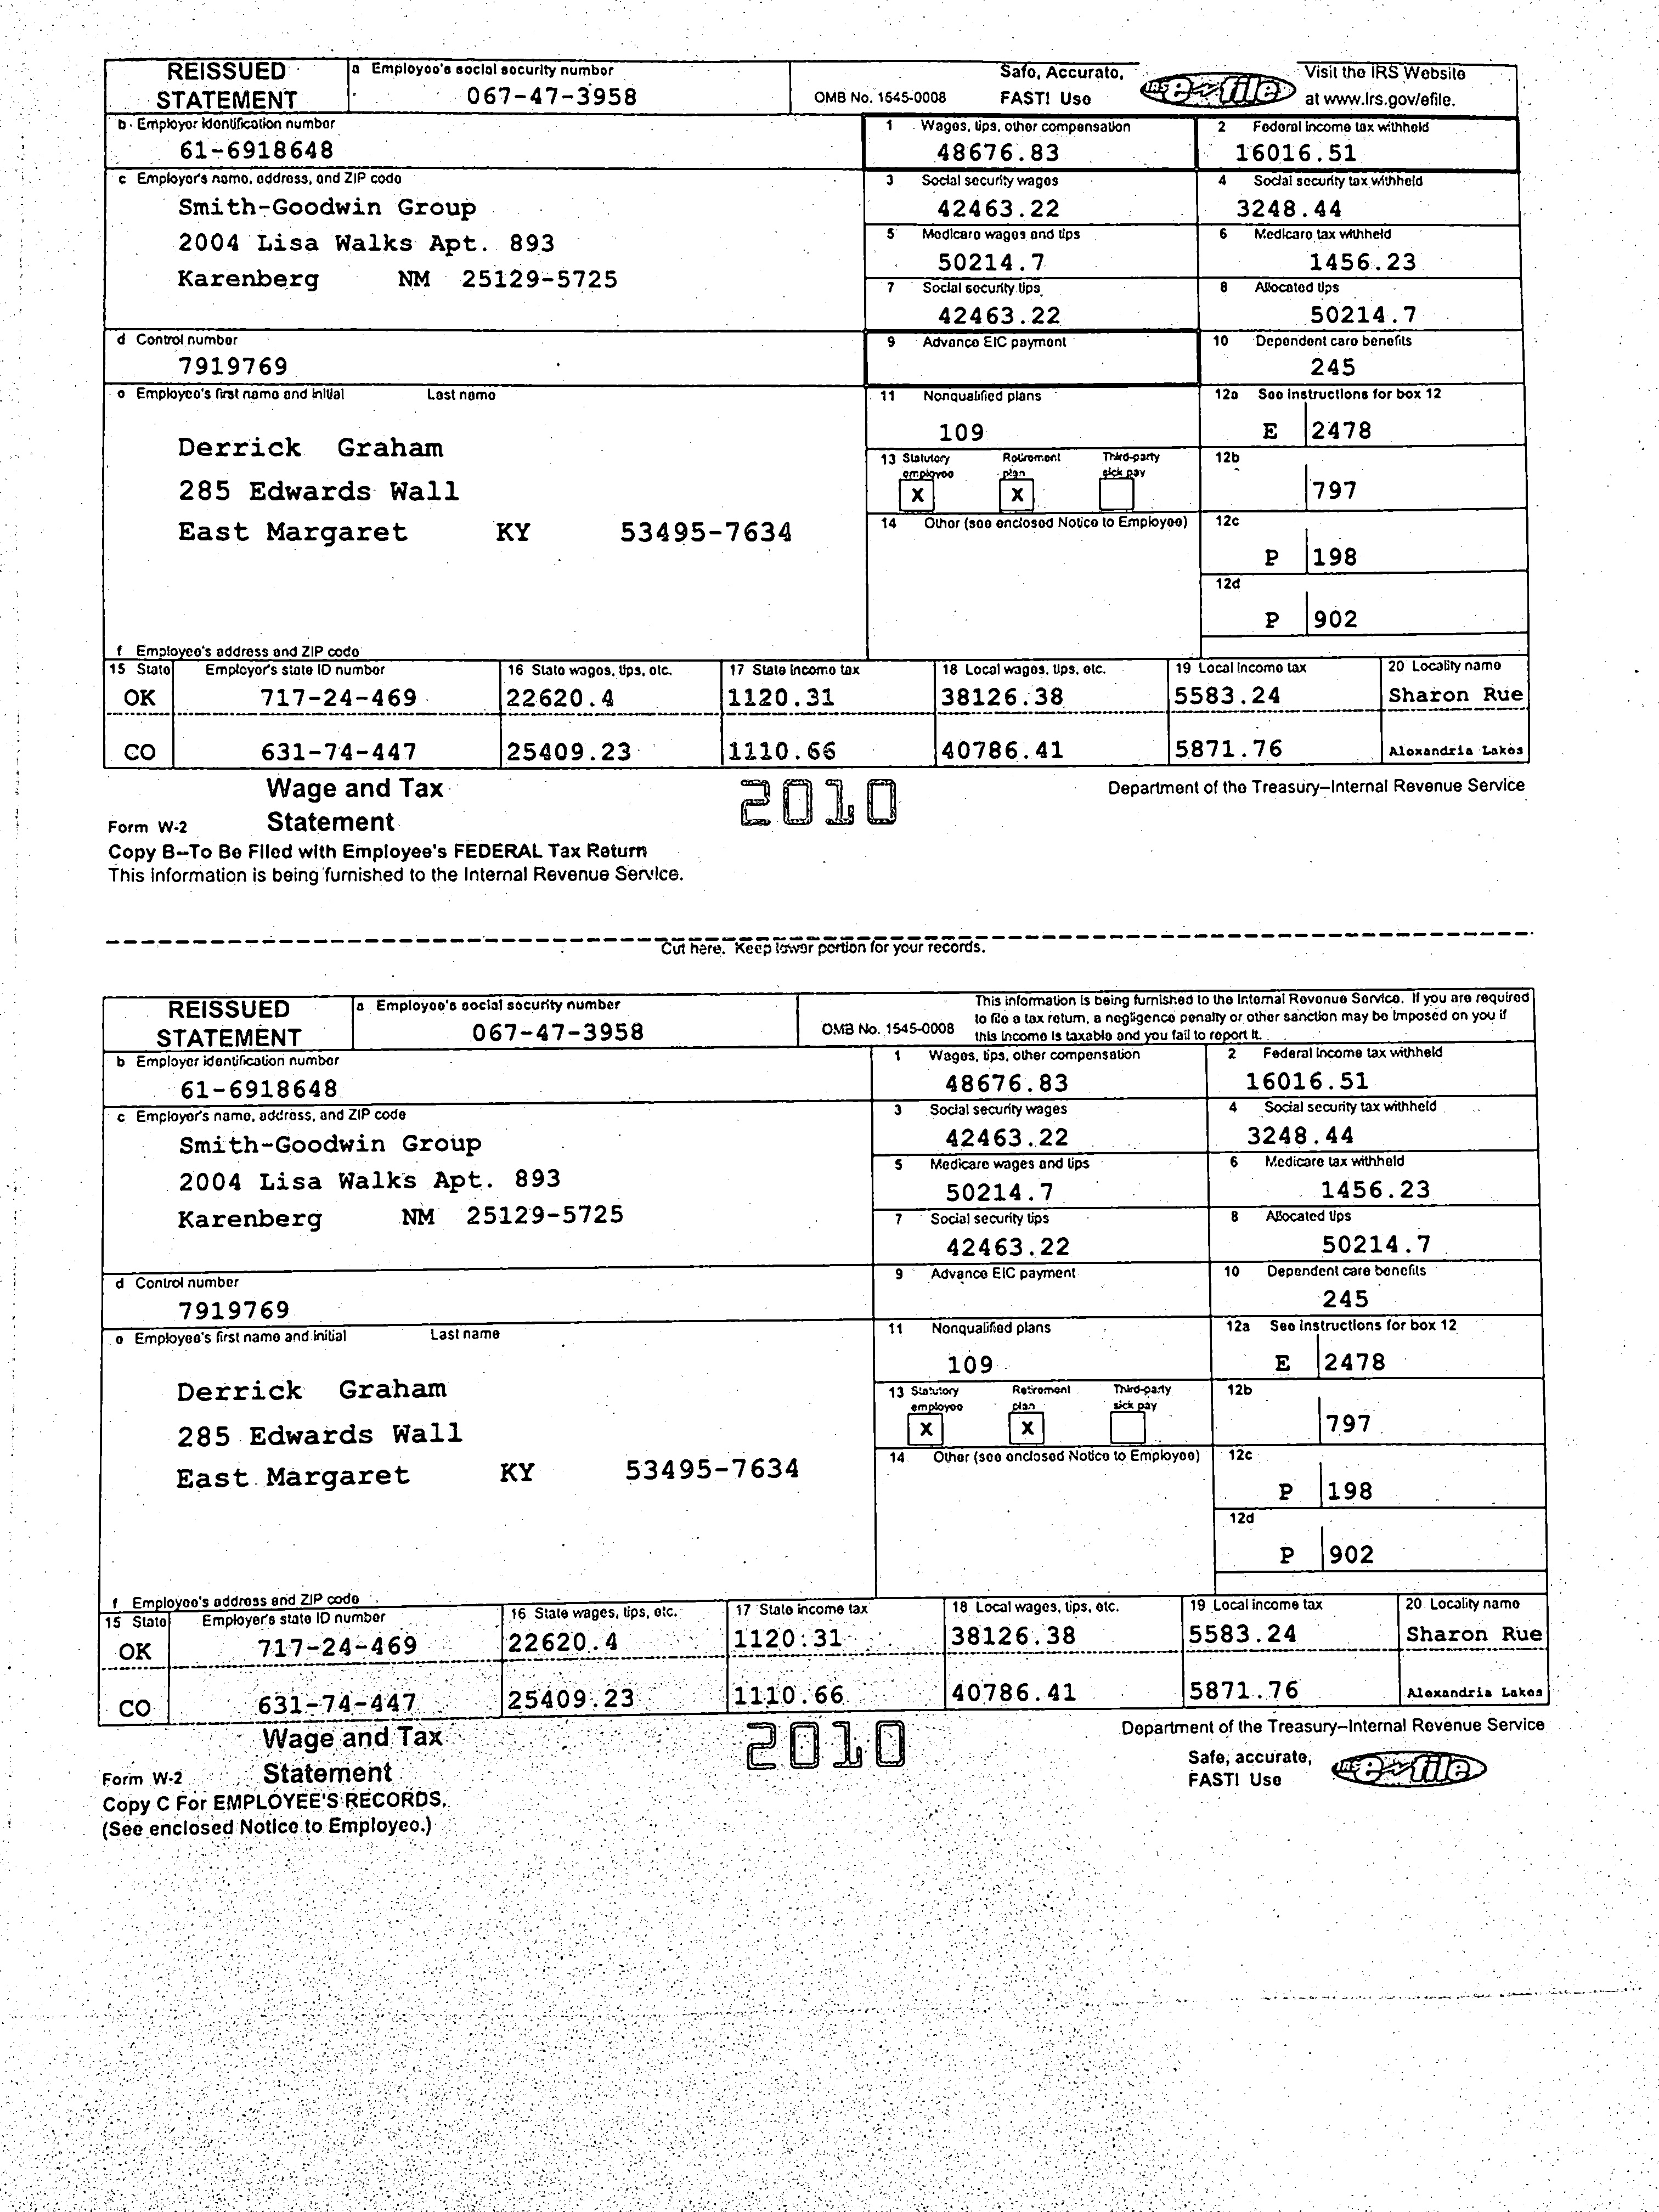 REISSUED STATEMENT
a Employee's social security number
067-47-3958
OMB No. 1545-0008
Safe, Accurate, FAST! Use
IRS e-file
Visit the IRS Website at www.irs.gov/efile.
b Employer identification number
61-6918648
1 Wages, tips, other compensation
48676.83
2 Federal income tax withheld
16016.51
c Employer's name, address, and ZIP code
Smith-Goodwin Group
2004 Lisa Walks Apt. 893
Karenberg NM 25129-5725
3 Social security wages
42463.22
4 Social security tax withheld
3248.44
5 Medicare wages and tips
50214.7
6 Medicare tax withheld
1456.23
7 Social security tips
42463.22
8 Allocated tips
50214.7
d Control number
7919769
9 Advance EIC payment
10 Dependent care benefits
245
e Employee's first name and initial Last name
Derrick Graham
285 Edwards Wall
East Margaret KY 53495-7634
11 Nonqualified plans
109
12a See instructions for box 12
E 2478
13 Statutory employee Retirement plan Third-party sick pay
X X
12b
797
14 Other (see enclosed Notice to Employee)
12c
P 198
12d
P 902
f Employee's address and ZIP code
15 State Employer's state ID number 16 State wages, tips, etc. 17 State income tax 18 Local wages, tips, etc. 19 Local income tax 20 Locality name
OK 717-24-469 22620.4 1120.31 38126.38 5583.24 Sharon Rue
CO 631-74-447 25409.23 1110.66 40786.41 5871.76 Alexandria Lakes
Form W-2 Wage and Tax Statement
2010
Department of the Treasury–Internal Revenue Service
Copy B--To Be Filed with Employee's FEDERAL Tax Return
This information is being furnished to the Internal Revenue Service.
Cut here. Keep lower portion for your records.
REISSUED STATEMENT
a Employee's social security number
067-47-3958
OMB No. 1545-0008
This information is being furnished to the Internal Revenue Service. If you are required
to file a tax return, a negligence penalty or other sanction may be imposed on you if
this income is taxable and you fail to report it.
b Employer identification number
61-6918648
1 Wages, tips, other compensation
48676.83
2 Federal income tax withheld
16016.51
c Employer's name, address, and ZIP code
Smith-Goodwin Group
2004 Lisa Walks Apt. 893
Karenberg NM 25129-5725
3 Social security wages
42463.22
4 Social security tax withheld
3248.44
5 Medicare wages and tips
50214.7
6 Medicare tax withheld
1456.23
7 Social security tips
42463.22
8 Allocated tips
50214.7
d Control number
7919769
9 Advance EIC payment
10 Dependent care benefits
245
e Employee's first name and initial Last name
Derrick Graham
285 Edwards Wall
East Margaret KY 53495-7634
11 Nonqualified plans
109
12a See instructions for box 12
E 2478
13 Statutory employee Retirement plan Third-party sick pay
X X
12b
797
14 Other (see enclosed Notice to Employee)
12c
P 198
12d
P 902
f Employee's address and ZIP code
15 State Employer's state ID number 16 State wages, tips, etc. 17 State income tax 18 Local wages, tips, etc. 19 Local income tax 20 Locality name
OK 717-24-469 22620.4 1120.31 38126.38 5583.24 Sharon Rue
CO 631-74-447 25409.23 1110.66 40786.41 5871.76 Alexandria Lakes
Form W-2 Wage and Tax Statement
2010
Department of the Treasury–Internal Revenue Service
Safe, accurate, FAST! Use
IRS e-file
Copy C For EMPLOYEE'S RECORDS.
(See enclosed Notice to Employee.)